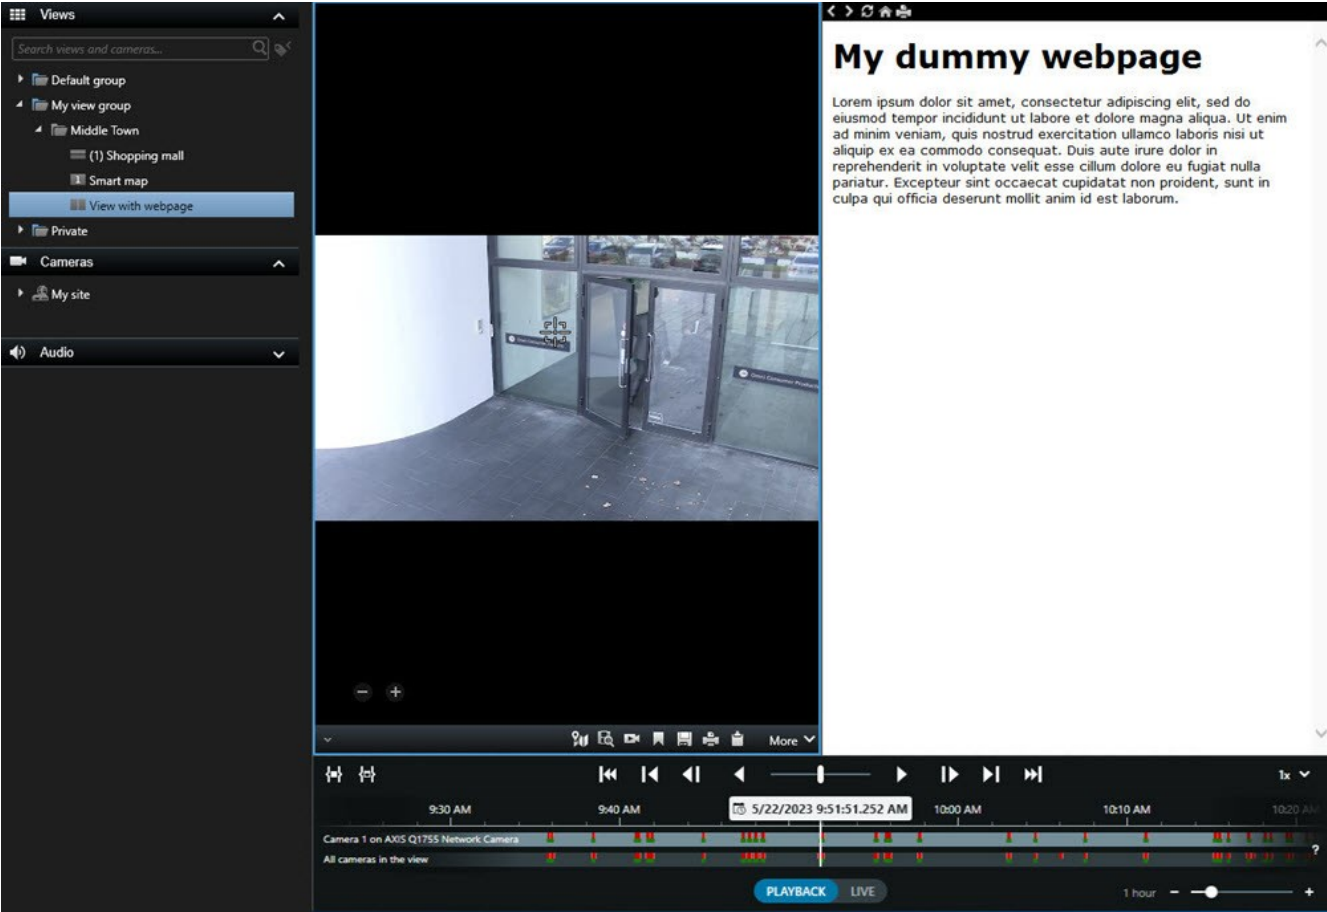 Views
Search views and cameras...
Default group
My view group
Middle Town
(1) Shopping mall
1 Smart map
View with webpage
Private
Cameras
My site
Audio
More
My dummy webpage
Lorem ipsum dolor sit amet, consectetur adipiscing elit, sed do
eiusmod tempor incididunt ut labore et dolore magna aliqua. Ut enim
ad minim veniam, quis nostrud exercitation ullamco laboris nisi ut
aliquip ex ea commodo consequat. Duis aute irure dolor in
reprehenderit in voluptate velit esse cillum dolore eu fugiat nulla
pariatur. Excepteur sint occaecat cupidatat non proident, sunt in
culpa qui officia deserunt mollit anim id est laborum.
Omni Consumer Products
1x
9:30 AM 9:40 AM 5/22/2023 9:51:51.252 AM 10:00 AM 10:10 AM 10:20 AM
Camera 1 on AXIS Q1755 Network Camera
All cameras in the view
?
PLAYBACK LIVE
1 hour - +